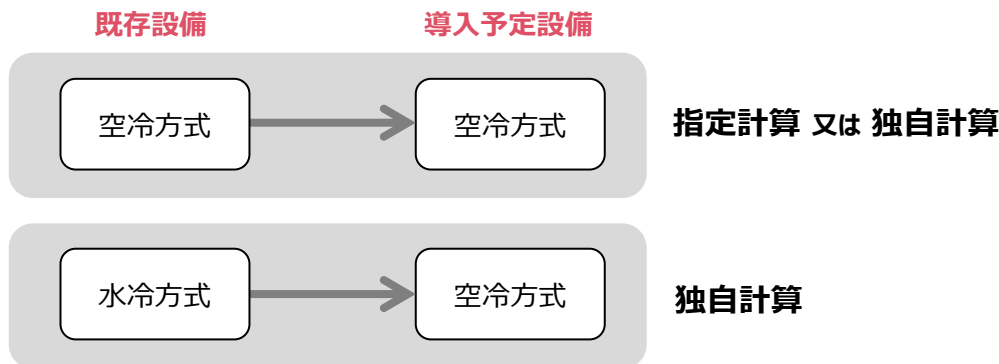 既存設備 導入予定設備
空冷方式 空冷方式 指定計算 又は 独自計算
水冷方式 空冷方式 独自計算